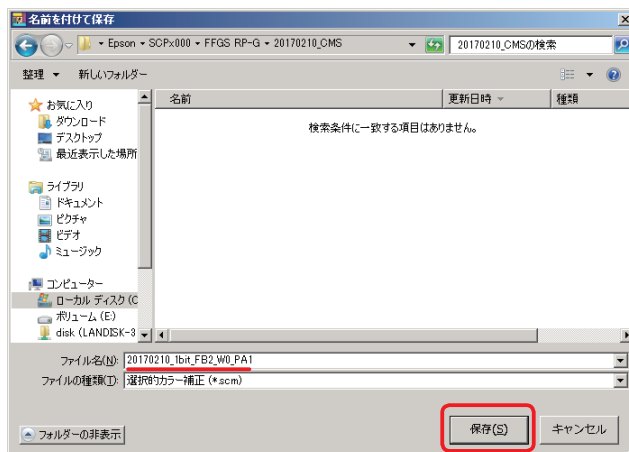 名前を付けて保存
Epson ▾ SCPx000 ▾ FFGS RP-G ▾ 20170210_CMS
20170210_CMSの検索
整理 ▼ 新しいフォルダー
お気に入り
ダウンロード
デスクトップ
最近表示した場所
ライブラリ
ドキュメント
ピクチャ
ビデオ
ミュージック
コンピューター
ローカル ディスク (C
ボリューム (E:)
disk (LANDISK-3
名前 更新日時 種類
検索条件に一致する項目はありません。
ファイル名(N): 20170210_1bit_FB2_W0_PA1
ファイルの種類(T): 選択的カラー補正 (*.scm)
フォルダーの非表示
保存(S) キャンセル